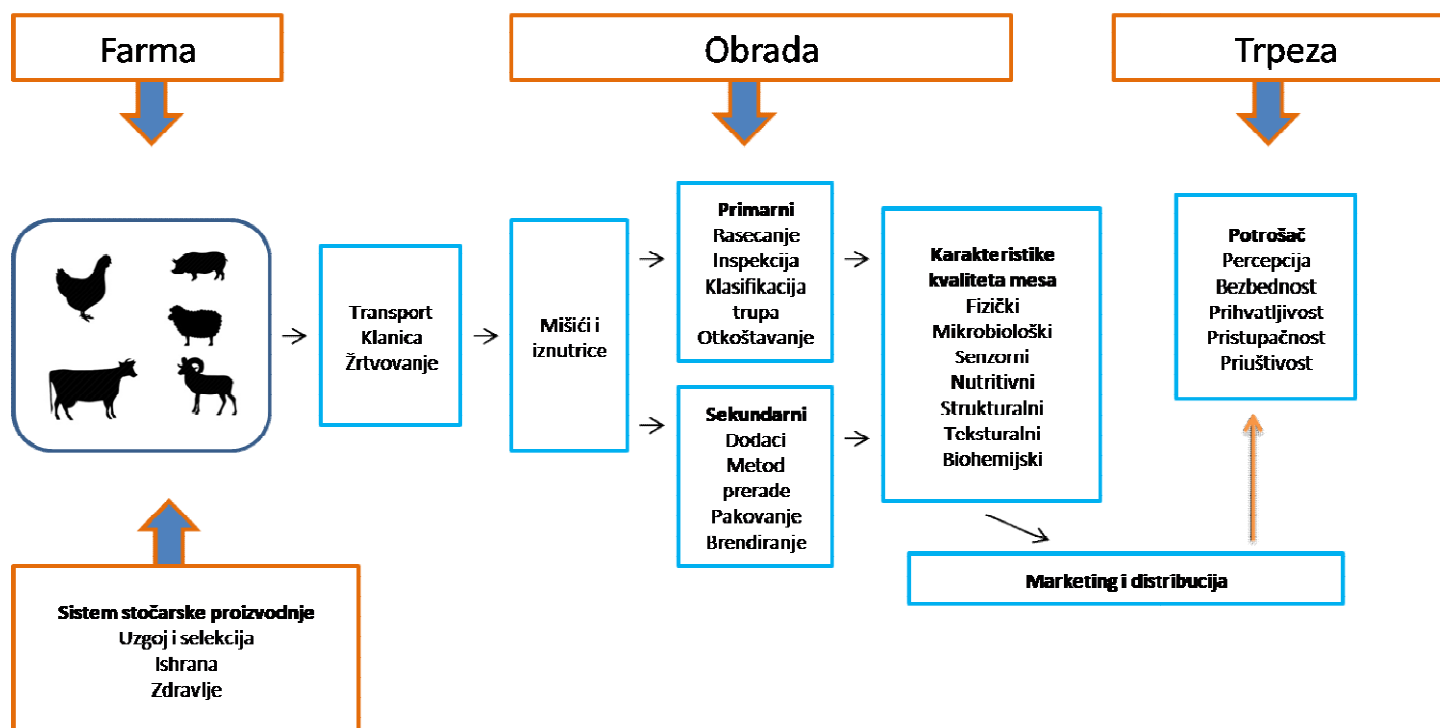 Farma
Obrada
Trpeza
Transport
Klanica
Žrtvovanje
Mišići i
iznutrice
Primarni
Rasecanje
Inspekcija
Klasifikacija
trupa
Otkoštavanje
Sekundarni
Dodaci
Metod
prerade
Pakovanje
Brendiranje
Karakteristike
kvaliteta mesa
Fizički
Mikrobiološki
Senzorni
Nutritivni
Strukturalni
Teksturalni
Biohemijski
Potrošač
Percepcija
Bezbednost
Prihvatljivost
Pristupačnost
Priuštivost
Marketing i distribucija
Sistem stočarske proizvodnje
Uzgoj i selekcija
Ishrana
Zdravlje